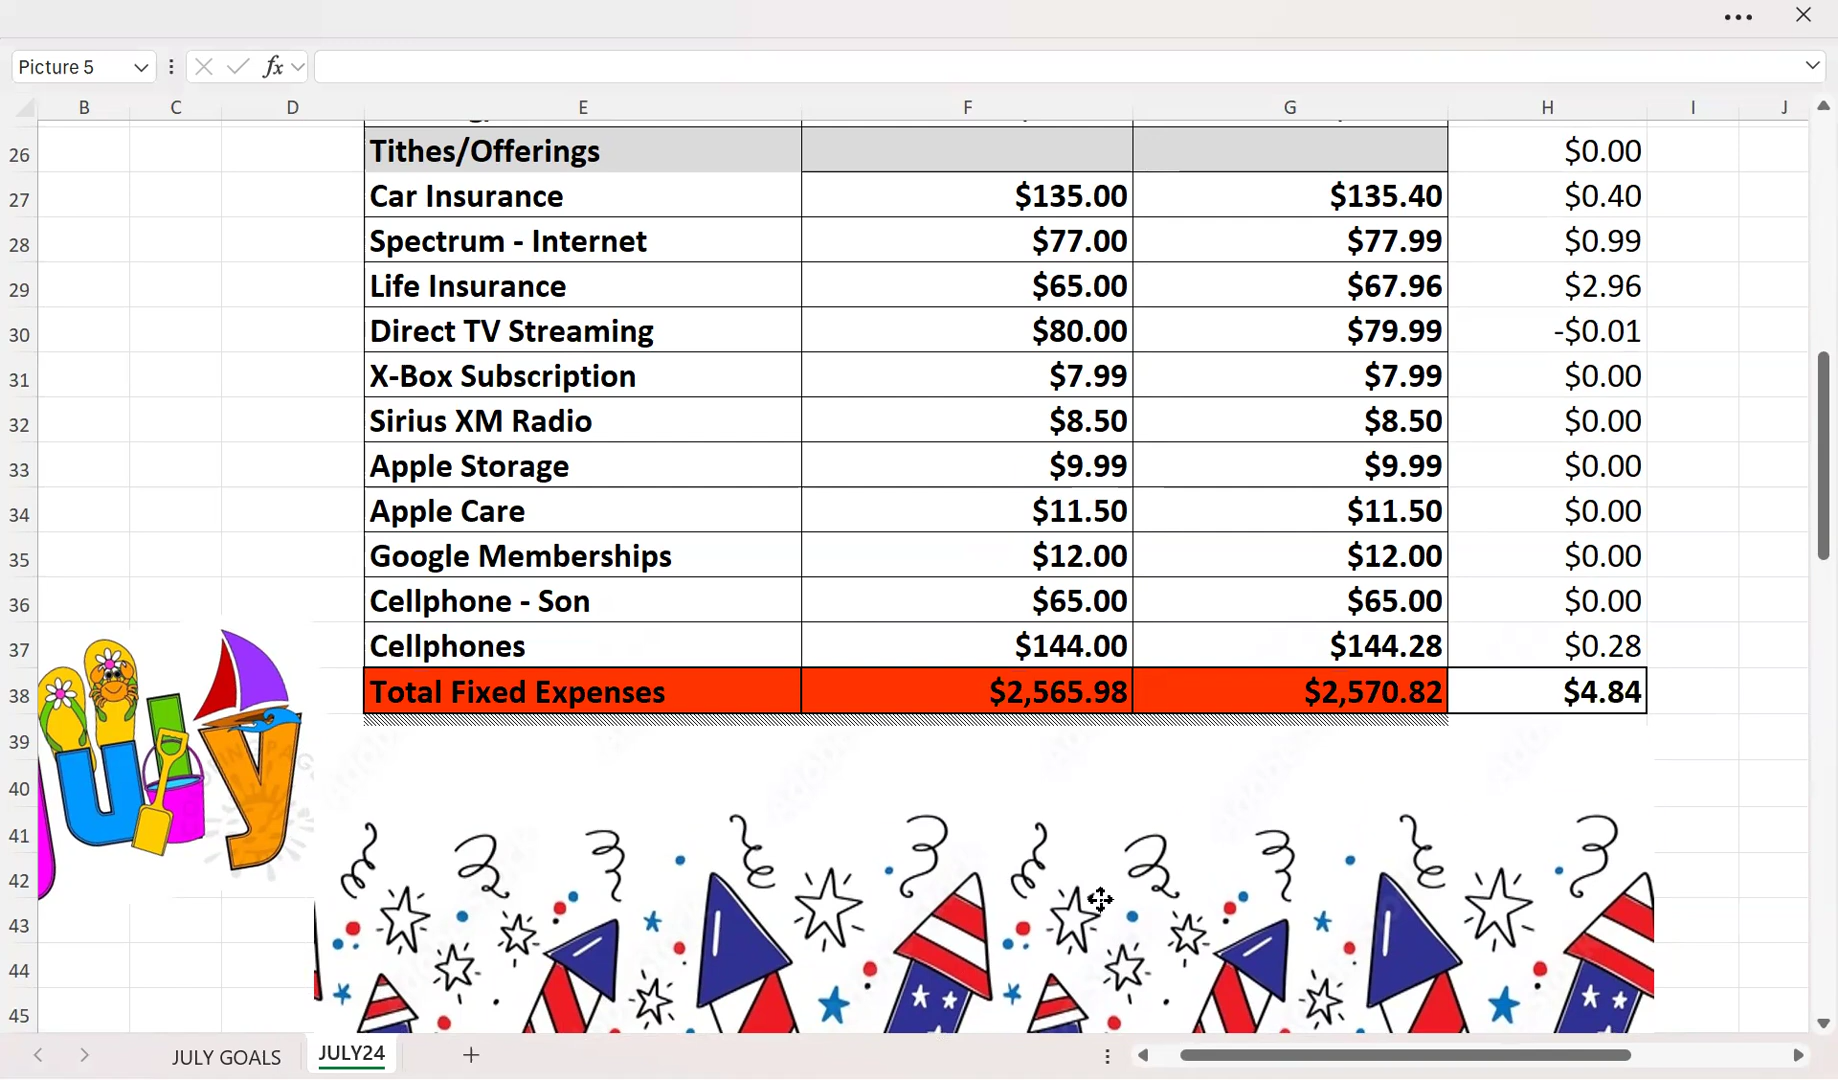 Picture 5 fx
B C D E F G H I J
26 Tithes/Offerings $0.00
27 Car Insurance $135.00 $135.40 $0.40
28 Spectrum - Internet $77.00 $77.99 $0.99
29 Life Insurance $65.00 $67.96 $2.96
30 Direct TV Streaming $80.00 $79.99 -$0.01
31 X-Box Subscription $7.99 $7.99 $0.00
32 Sirius XM Radio $8.50 $8.50 $0.00
33 Apple Storage $9.99 $9.99 $0.00
34 Apple Care $11.50 $11.50 $0.00
35 Google Memberships $12.00 $12.00 $0.00
36 Cellphone - Son $65.00 $65.00 $0.00
37 Cellphones $144.00 $144.28 $0.28
38 Total Fixed Expenses $2,565.98 $2,570.82 $4.84
39
40
41
42
43
44
45
uly
JULY GOALS JULY24 +